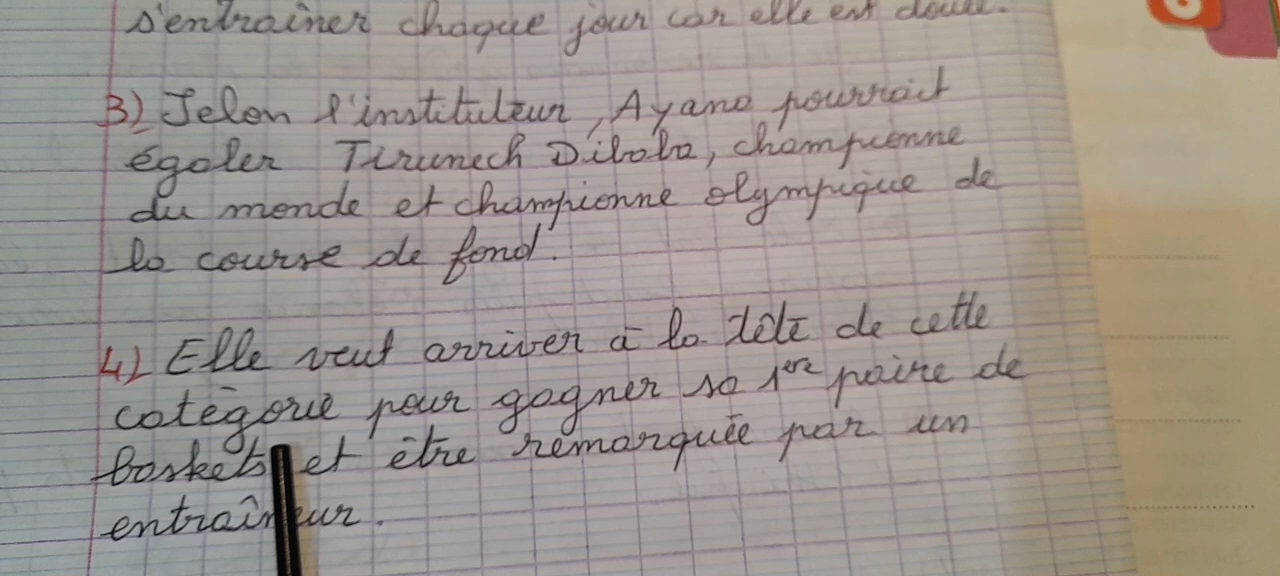 s'entraîner chaque jour car elle est douée.
3) Selon l'instituteur, Ayano pourrait
égaler Tirunech Dibaba, championne
du monde et championne olympique de
la course de fond.
4) Elle veut arriver à la tête de cette
catégorie pour gagner sa 1ère paire de
baskets et être remarquée par un
entraîneur.